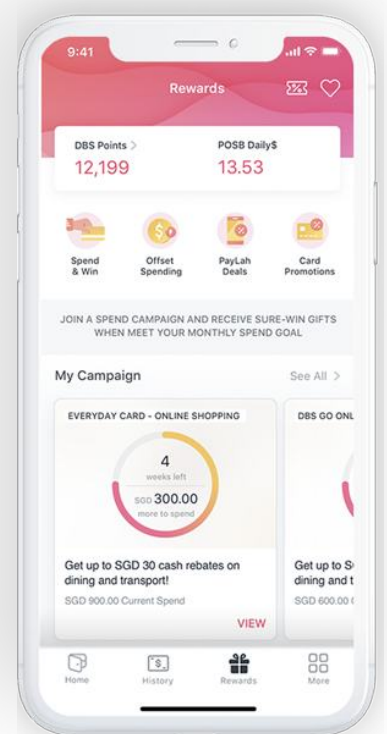 9:41
Rewards
DBS Points >
POSB Daily$
12,199
13.53
Spend
& Win
Offset
Spending
PayLah
Deals
Card
Promotions
JOIN A SPEND CAMPAIGN AND RECEIVE SURE-WIN GIFTS
WHEN MEET YOUR MONTHLY SPEND GOAL
My Campaign
See All >
EVERYDAY CARD - ONLINE SHOPPING
4
weeks left
SGD 300.00
more to spend
Get up to SGD 30 cash rebates on
dining and transport!
SGD 900.00 Current Spend
VIEW
DBS GO ONL
Get up to S
dining and t
SGD 600.00
Home
History
Rewards
More